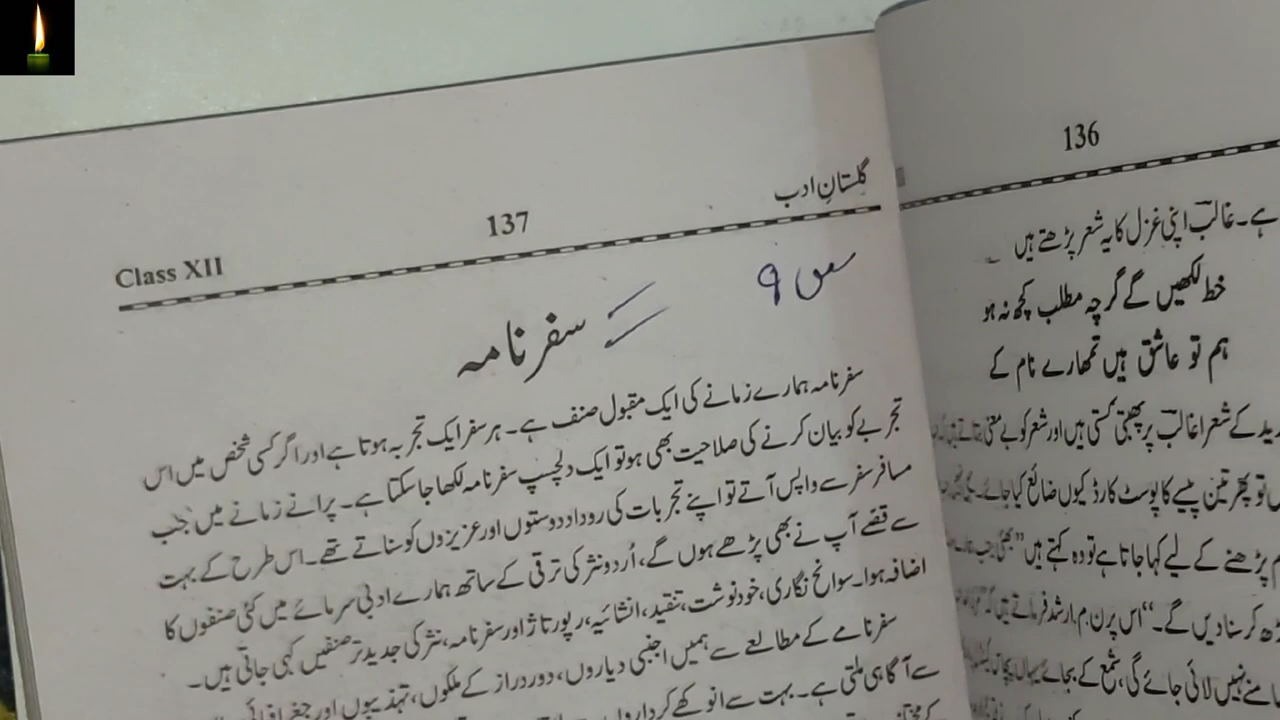 گلستانِ ادب
137
Class XII
س 9
سفرنامہ
سفرنامہ ہمارے زمانے کی ایک مقبول صنف ہے۔ ہر سفر ایک تجربہ ہوتا ہے اور اگر کسی شخص میں اس
تجربے کو بیان کرنے کی صلاحیت بھی ہو تو ایک دلچسپ سفرنامہ لکھا جا سکتا ہے۔ پرانے زمانے میں جب
مسافر سفر سے واپس آتے تو اپنے تجربات کی روداد دوستوں اور عزیزوں کو سناتے تھے۔ اس طرح کے بہت
سے قصّے آپ نے بھی پڑھے ہوں گے، اُردو نثر کی ترقی کے ساتھ ہمارے ادبی سرمائے میں کئی صنفوں کا
اضافہ ہوا۔ سوانح نگاری، خودنوشت، تنقید، انشائیہ، رپورتاژ اور سفرنامہ، نثر کی جدید تر صنفیں کہی جاتی ہیں۔
سفرنامے کے مطالعے سے ہمیں اجنبی دیاروں، دور دراز کے ملکوں، تہذیبوں اور
سے آگاہی ملتی ہے۔ بہت سے انوکھے کرداروں
136
ہے۔ غالبؔ اپنی غزل کا یہ شعر پڑھتے ہیں
خط لکھیں گے گرچہ مطلب کچھ نہ ہو
ہم تو عاشق ہیں تمھارے نام کے
کے شعرا غالبؔ پر پھبتی کستی ہیں اور شعر کو بے معنی
تو پھر تین پیسے کا پوسٹ کارڈ کیوں ضائع کیا جائے۔
پڑھنے کے لیے کہا جاتا ہے تو وہ کہتے ہیں "بھئی جب
کر سنا دیں گے۔" اس پر ن۔م۔ ارشد فرماتے ہیں کہ
نہیں لائی جائے گی، شمع کے بجائے یہاں